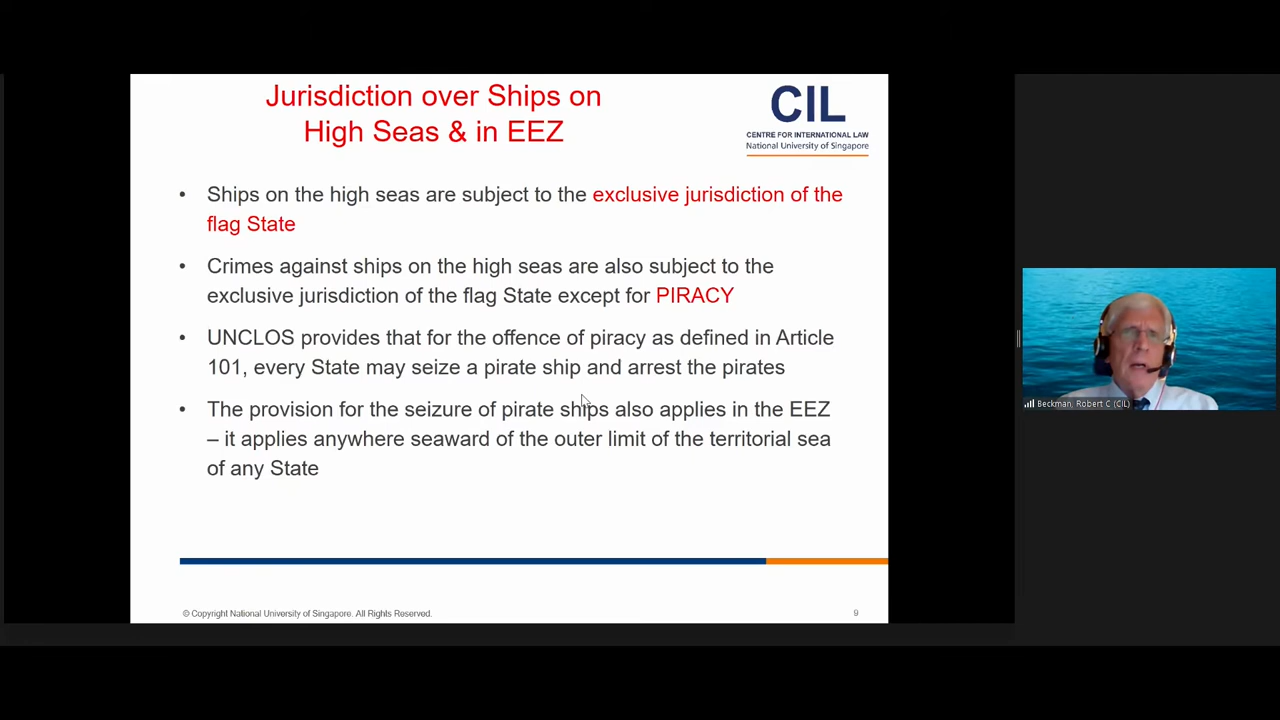 Jurisdiction over Ships on
High Seas & in EEZ
CIL
CENTRE FOR INTERNATIONAL LAW
National University of Singapore
• Ships on the high seas are subject to the exclusive jurisdiction of the
flag State
• Crimes against ships on the high seas are also subject to the
exclusive jurisdiction of the flag State except for PIRACY
• UNCLOS provides that for the offence of piracy as defined in Article
101, every State may seize a pirate ship and arrest the pirates
• The provision for the seizure of pirate ships also applies in the EEZ
– it applies anywhere seaward of the outer limit of the territorial sea
of any State
© Copyright National University of Singapore. All Rights Reserved.
9
Beckman, Robert C (CIL)